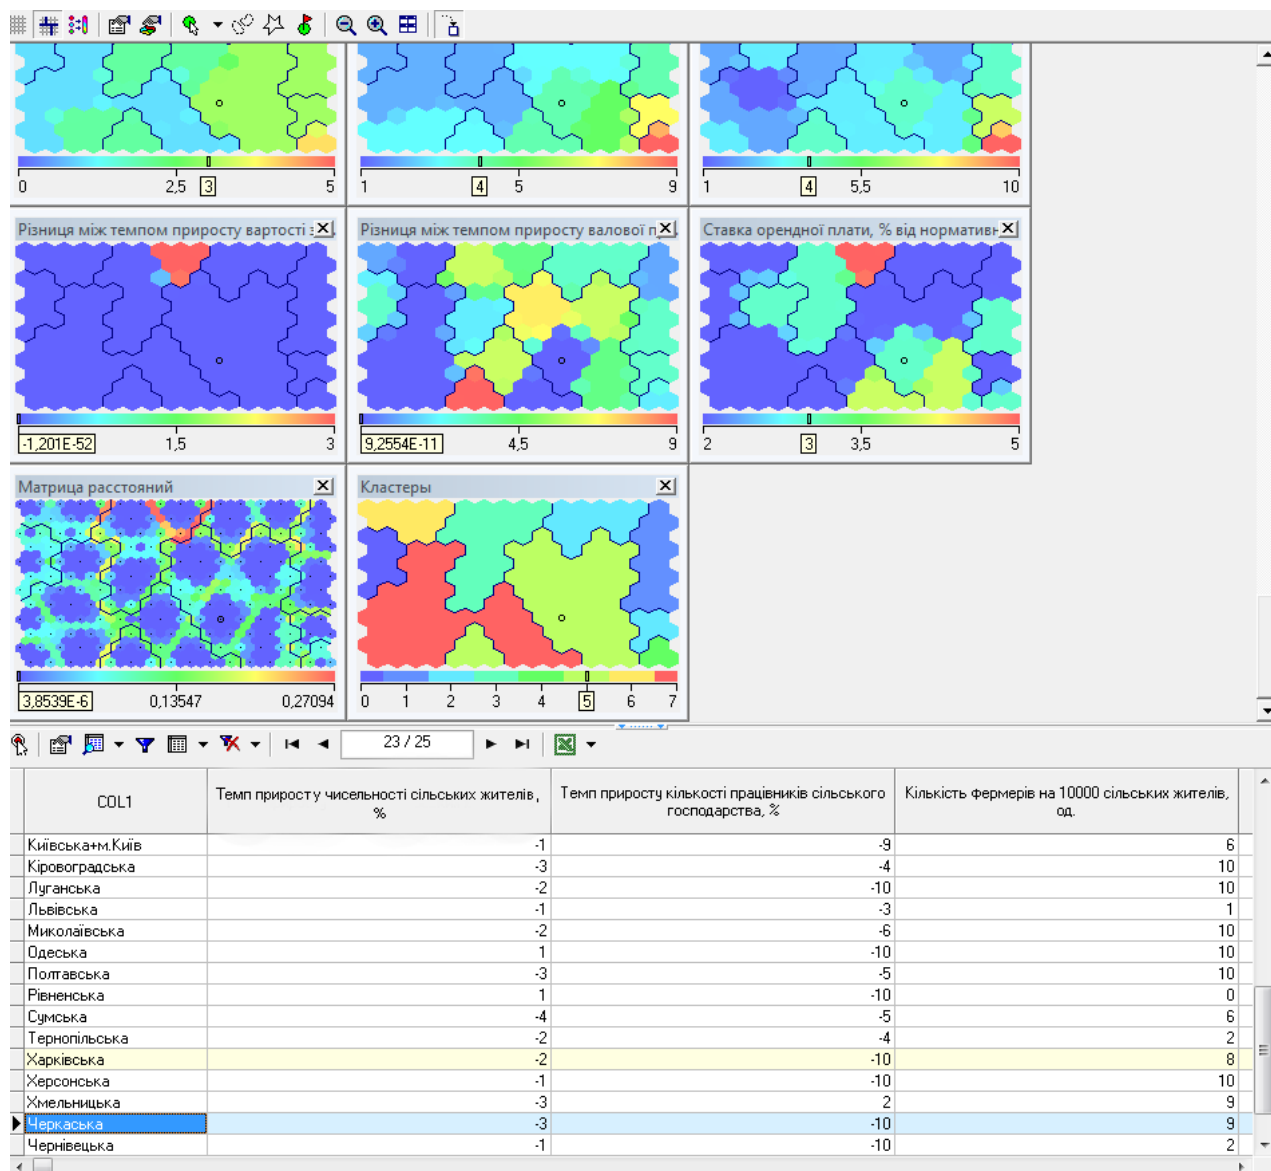 0 2,5 3 5
1 4 5 9
1 4 5,5 10
Різниця між темпом приросту вартості
Різниця між темпом приросту валової
Ставка орендної плати, % від норматив
-1,201E-52 1,5 3
9,2554E-11 4,5 9
2 3 3,5 5
Матрица расстояний
Кластеры
3,8539E-6 0,13547 0,27094
0 1 2 3 4 5 6 7
23 / 25
COL1
Темп приросту чисельності сільських жителів,
%
Темп приросту кількості працівників сільського
господарства, %
Кількість фермерів на 10000 сільських жителів,
од.
Київська+м.Київ -1 -9 6
Кіровоградська -3 -4 10
Луганська -2 -10 10
Львівська -1 -3 1
Миколаївська -2 -6 10
Одеська 1 -10 10
Полтавська -3 -5 10
Рівненська 1 -10 0
Сумська -4 -5 6
Тернопільська -2 -4 2
Харківська -2 -10 8
Херсонська -1 -10 10
Хмельницька -3 2 9
Черкаська -3 -10 9
Чернівецька -1 -10 2